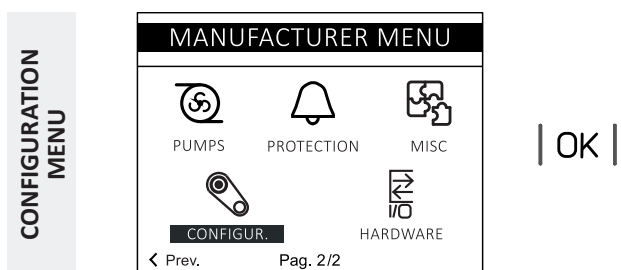 CONFIGURATION
MENU
MANUFACTURER MENU
PUMPS PROTECTION MISC
I/O
CONFIGUR. HARDWARE
< Prev. Pag. 2/2
| OK |